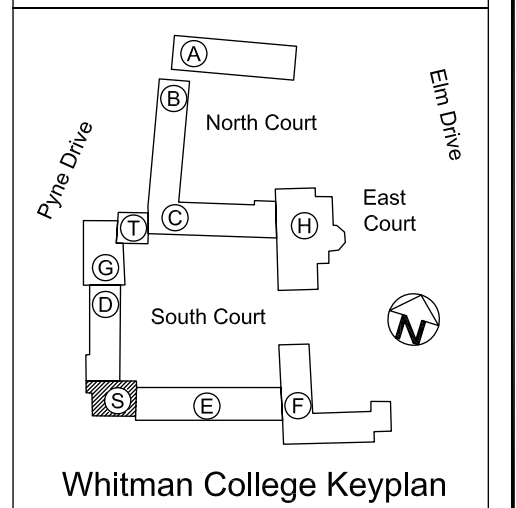 A
B
North Court
Elm Drive
Pyne Drive
C
T
H
East
Court
G
D
South Court
N
S
E
F
Whitman College Keyplan